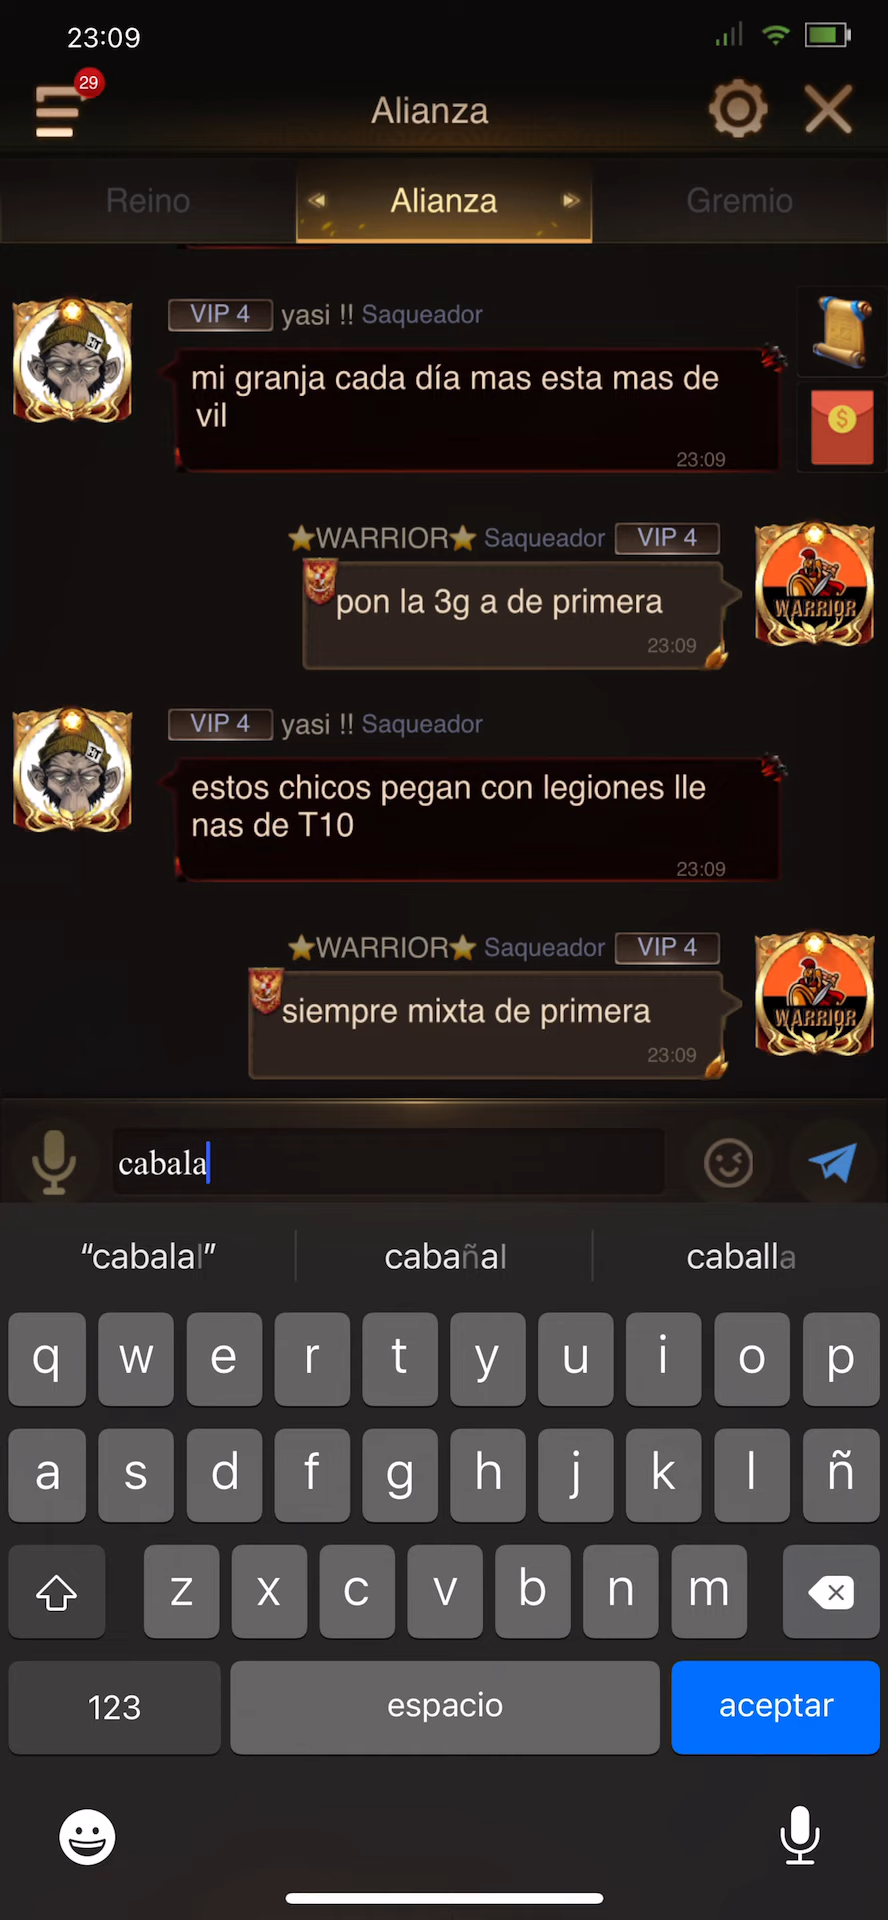 23:09
29
Alianza
Reino
Alianza
Gremio
VIP 4 yasi !! Saqueador
mi granja cada día mas esta mas de
vil
23:09
⭐WARRIOR⭐ Saqueador VIP 4
WARRIOR
pon la 3g a de primera
23:09
VIP 4 yasi !! Saqueador
estos chicos pegan con legiones lle
nas de T10
23:09
⭐WARRIOR⭐ Saqueador VIP 4
WARRIOR
siempre mixta de primera
23:09
cabala
“cabalal” cabañal caballa
q w e r t y u i o p
a s d f g h j k l ñ
z x c v b n m
123 espacio aceptar